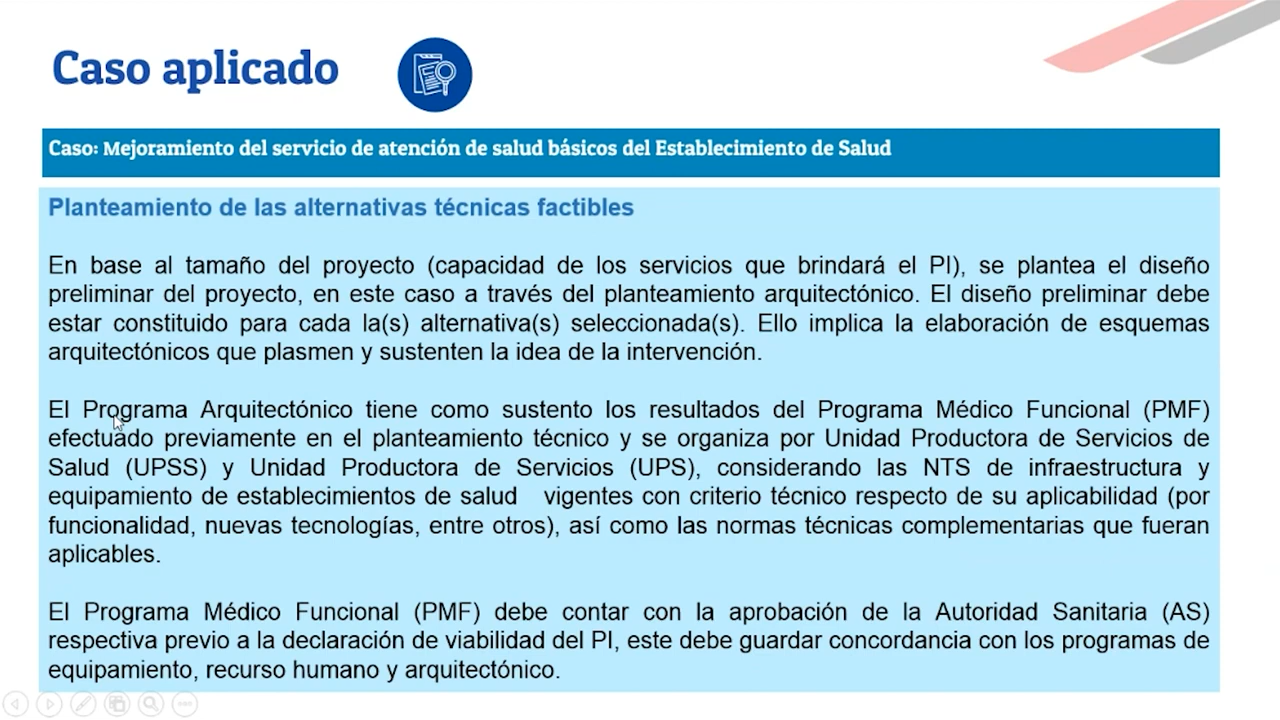 Caso aplicado
Caso: Mejoramiento del servicio de atención de salud básicos del Establecimiento de Salud
Planteamiento de las alternativas técnicas factibles
En base al tamaño del proyecto (capacidad de los servicios que brindará el PI), se plantea el diseño
preliminar del proyecto, en este caso a través del planteamiento arquitectónico. El diseño preliminar debe
estar constituido para cada la(s) alternativa(s) seleccionada(s). Ello implica la elaboración de esquemas
arquitectónicos que plasmen y sustenten la idea de la intervención.
El Programa Arquitectónico tiene como sustento los resultados del Programa Médico Funcional (PMF)
efectuado previamente en el planteamiento técnico y se organiza por Unidad Productora de Servicios de
Salud (UPSS) y Unidad Productora de Servicios (UPS), considerando las NTS de infraestructura y
equipamiento de establecimientos de salud vigentes con criterio técnico respecto de su aplicabilidad (por
funcionalidad, nuevas tecnologías, entre otros), así como las normas técnicas complementarias que fueran
aplicables.
El Programa Médico Funcional (PMF) debe contar con la aprobación de la Autoridad Sanitaria (AS)
respectiva previo a la declaración de viabilidad del PI, este debe guardar concordancia con los programas de
equipamiento, recurso humano y arquitectónico.